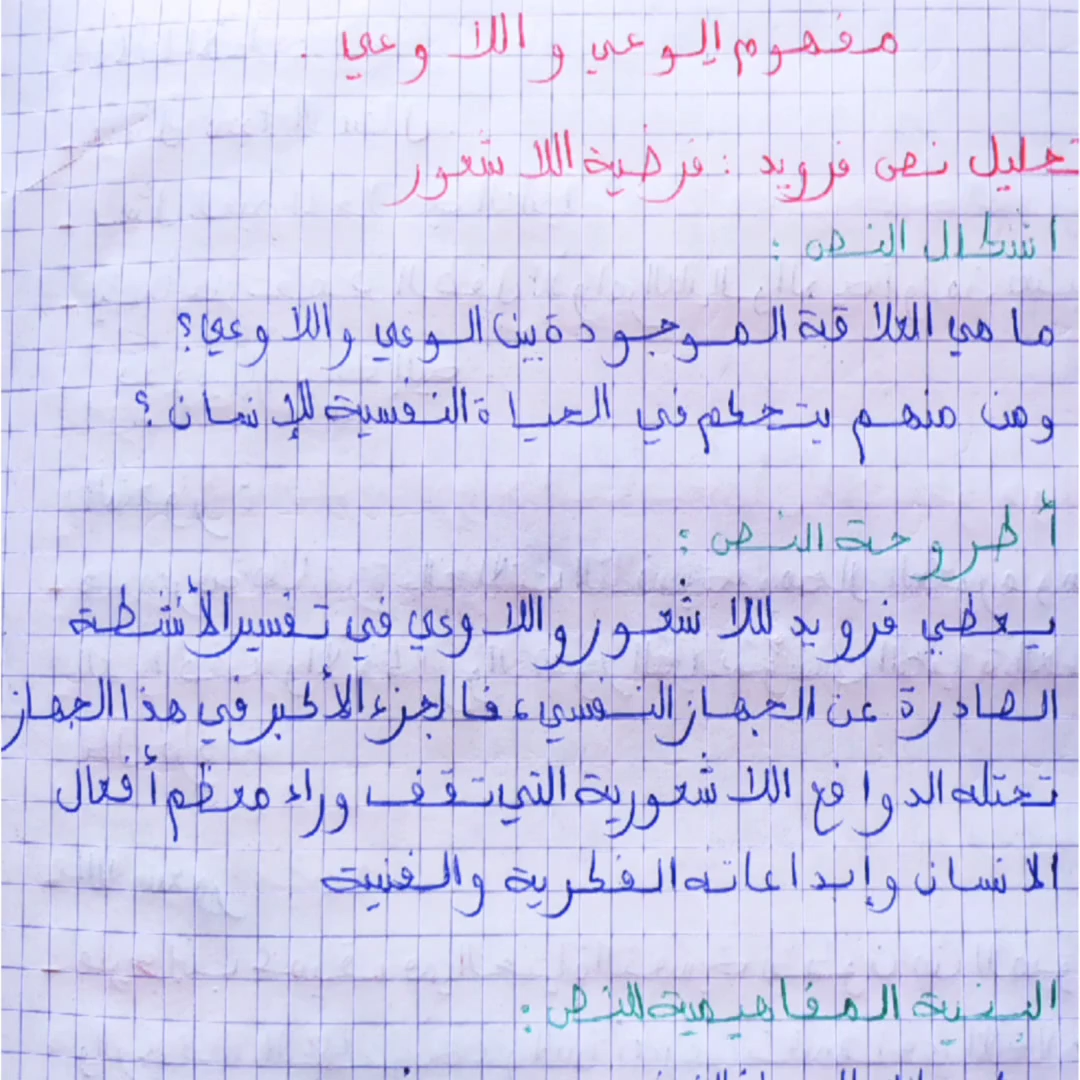 مفهوم الوعي و اللاوعي .
تحليل نص فرويد : فرضية اللاشعور
اشكال النص :
ما هي العلاقة الموجودة بين الوعي واللاوعي؟
ومن منهم يتحكم في الحياة النفسية للإنسان ؟
أطروحة النص :
يعطي فرويد للاشعور واللاوعي في تفسير الأنشطة
الصادرة عن الجهاز النفسي، فالجزء الأكبر في هذا الجهاز
تحتله الدوافع اللاشعورية التي تقف وراء معظم أفعال
الانسان وإبداعاته الفكرية والفنية
البنية المفاهيمية للنص :